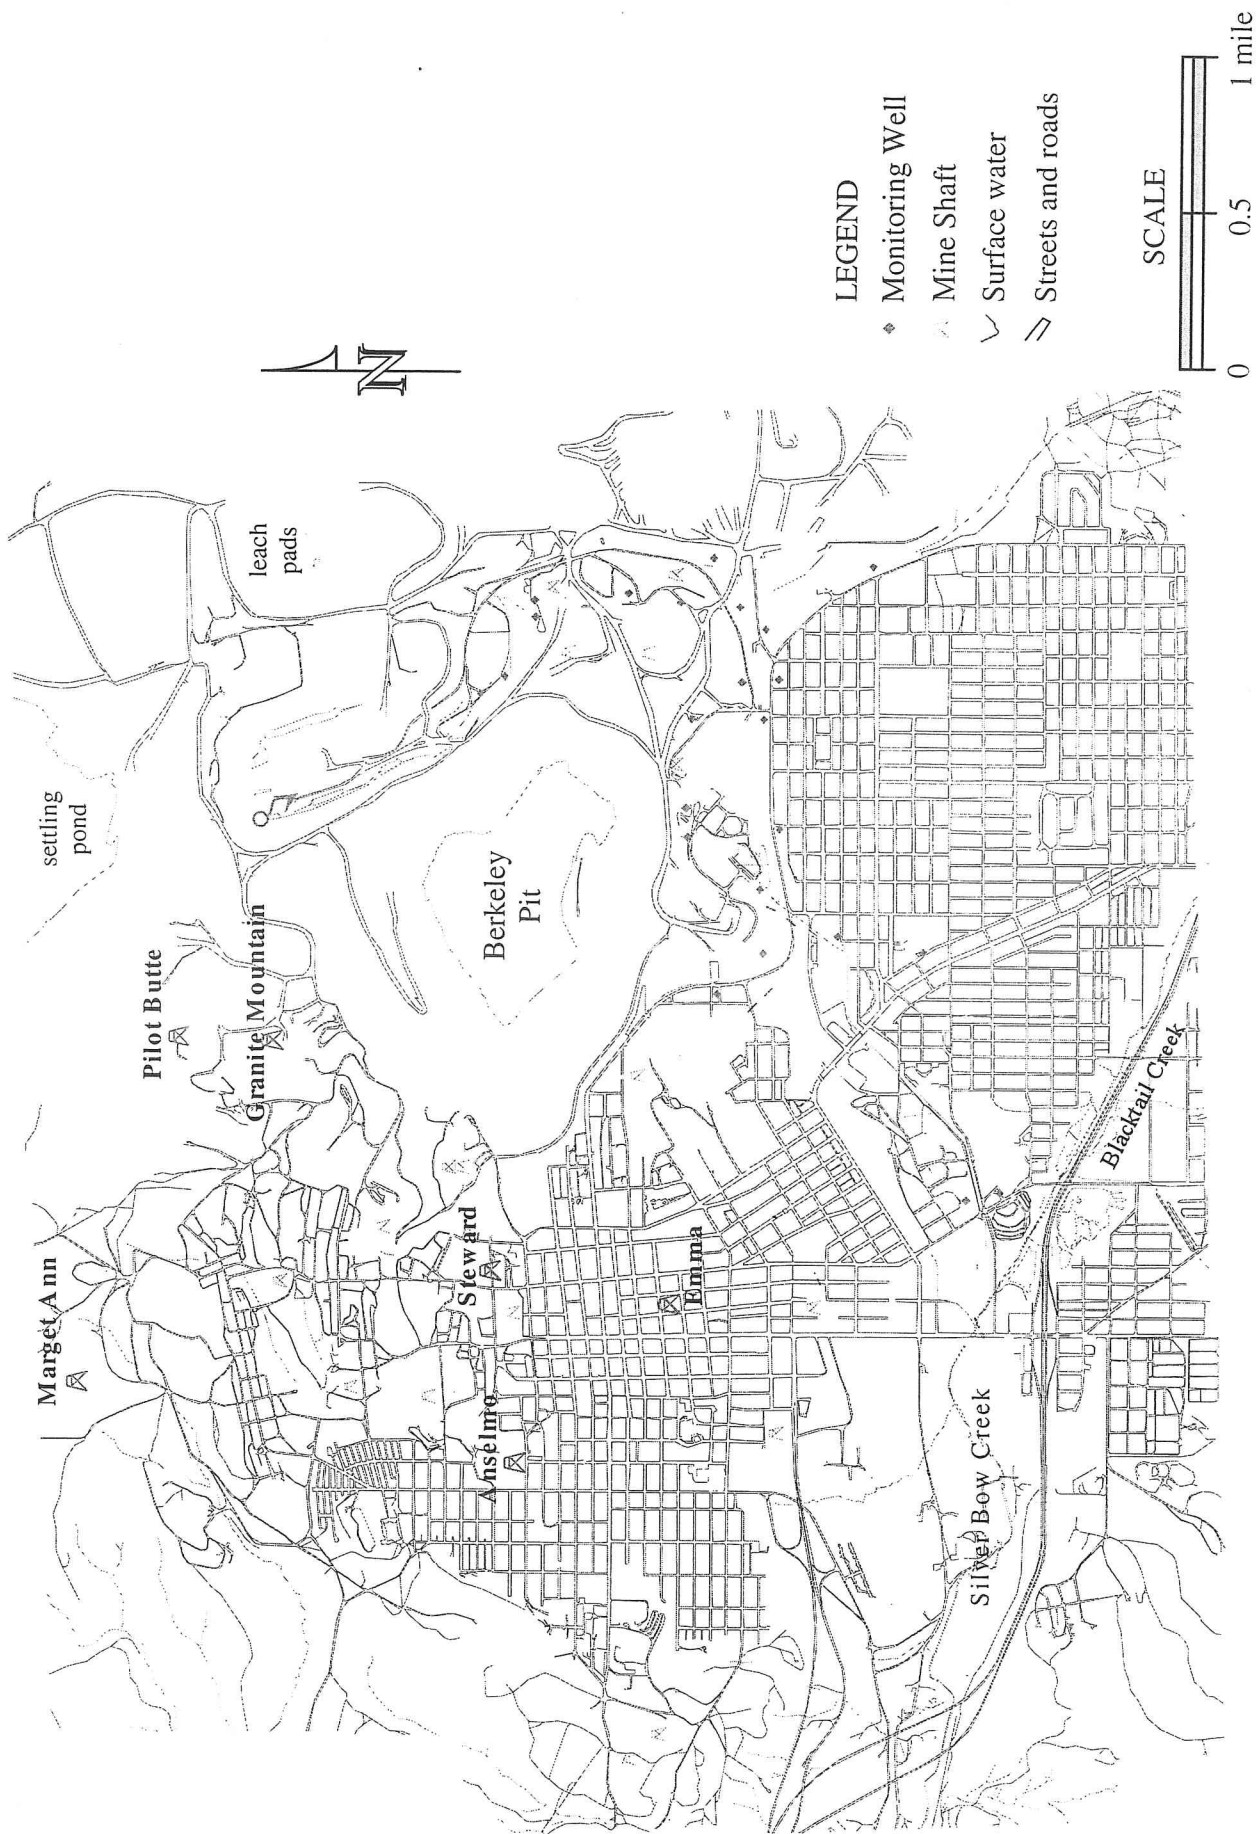 Marget Ann
Pilot Butte
Granite Mountain
settling
pond
leach
pads
Berkeley
Pit
Steward
Anselmo
Emma
Silver Bow Creek
Blacktail Creek
N
LEGEND
Monitoring Well
Mine Shaft
Surface water
Streets and roads
SCALE
0
0.5
1 mile